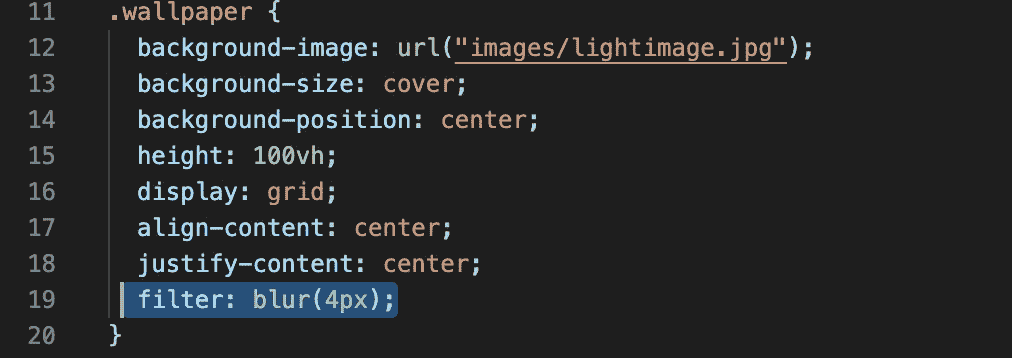 11 .wallpaper {
12 background-image: url("images/lightimage.jpg");
13 background-size: cover;
14 background-position: center;
15 height: 100vh;
16 display: grid;
17 align-content: center;
18 justify-content: center;
19 filter: blur(4px);
20 }